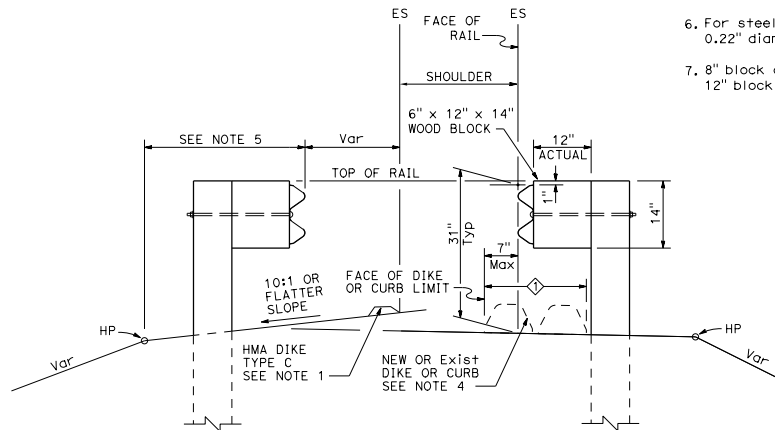 ES
ES
FACE OF
RAIL
SHOULDER
6. For steel
0.22" diam
7. 8" block
12" block
6" x 12" x 14"
WOOD BLOCK
12"
ACTUAL
SEE NOTE 5
Var
TOP OF RAIL
1"
14"
31"
Typ
7"
Max
1
FACE OF DIKE
OR CURB LIMIT
10:1 OR
FLATTER
SLOPE
HP
HP
Var
Var
HMA DIKE
TYPE C
SEE NOTE 1
NEW OR Exist
DIKE OR CURB
SEE NOTE 4